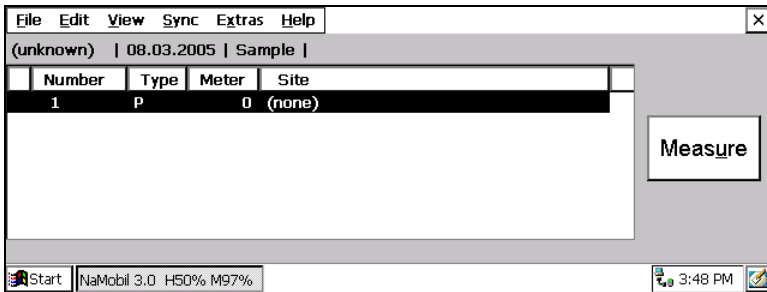 File Edit View Sync Extras Help
(unknown) | 08.03.2005 | Sample |
Number Type Meter Site
1 P 0 (none)
Measure
Start NaMobil 3.0 H50% M97% 3:48 PM